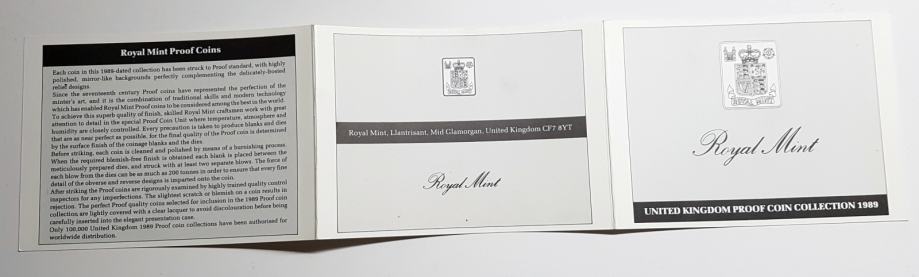 Royal Mint Proof Coins
Each coin in this 1989-dated collection has been struck to Proof standard, with highly
polished, mirror-like backgrounds perfectly complementing the delicately-frosted
relief designs.
Since the seventeenth century Proof coins have represented the perfection of the
minter's art, and it is the combination of traditional skills and modern technology
which has enabled Royal Mint Proof coins to be considered among the best in the world.
To achieve this superb quality of finish, skilled Royal Mint craftsmen work with great
attention to detail in the special Proof Coin Unit where temperature, atmosphere and
humidity are closely controlled. Every precaution is taken to produce blanks and dies
that are as near perfect as possible, for the final quality of the Proof coin is determined
by the surface finish of the coinage blanks and the dies.
Before striking, each coin is cleaned and polished by means of a burnishing process.
When the required blemish-free finish is obtained each blank is placed between the
meticulously prepared dies, and struck with at least two separate blows. The force of
each blow from the dies can be as much as 200 tonnes in order to ensure that every fine
detail of the obverse and reverse designs is imparted onto the coin.
After striking the Proof coins are rigorously examined by highly trained quality control
inspectors for any imperfections. The slightest scratch or blemish on a coin results in
rejection. The perfect Proof quality coins selected for inclusion in the 1989 Proof coin
collection are lightly covered with a clear lacquer to avoid discolouration before being
carefully inserted into the elegant presentation case.
Only 100,000 United Kingdom 1989 Proof coin collections have been authorised for
worldwide distribution.
Royal Mint, Llantrisant, Mid Glamorgan, United Kingdom CF7 8YT
Royal Mint
ROYAL MINT
Royal Mint
UNITED KINGDOM PROOF COIN COLLECTION 1989